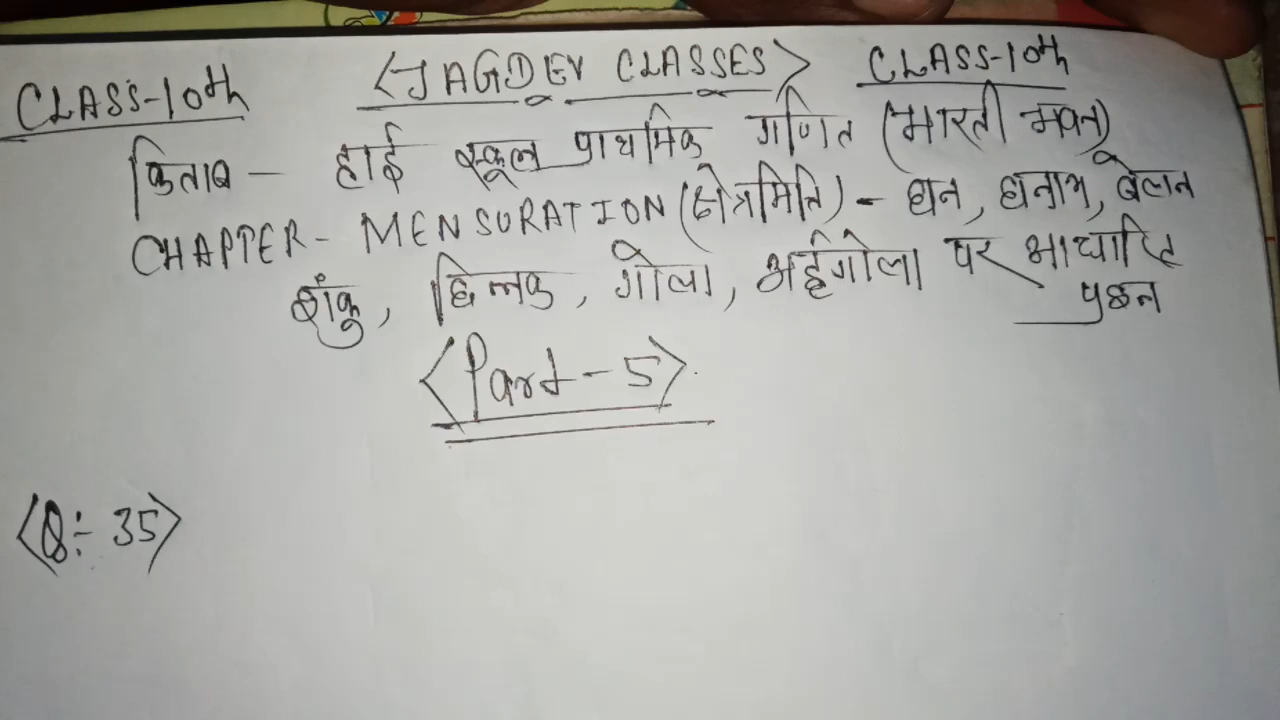 CLASS-10th <JAGDEV CLASSES> CLASS-10th
किताब - हाई स्कूल प्राथमिक गणित (भारती भवन)
CHAPTER - MENSURATION (क्षेत्रमिति) - घन, घनाभ, बेलन
शंकु, छिन्नक, गोला, अर्द्धगोला पर आधारित
प्रश्न
<Part - 5>
<Q÷ 35>